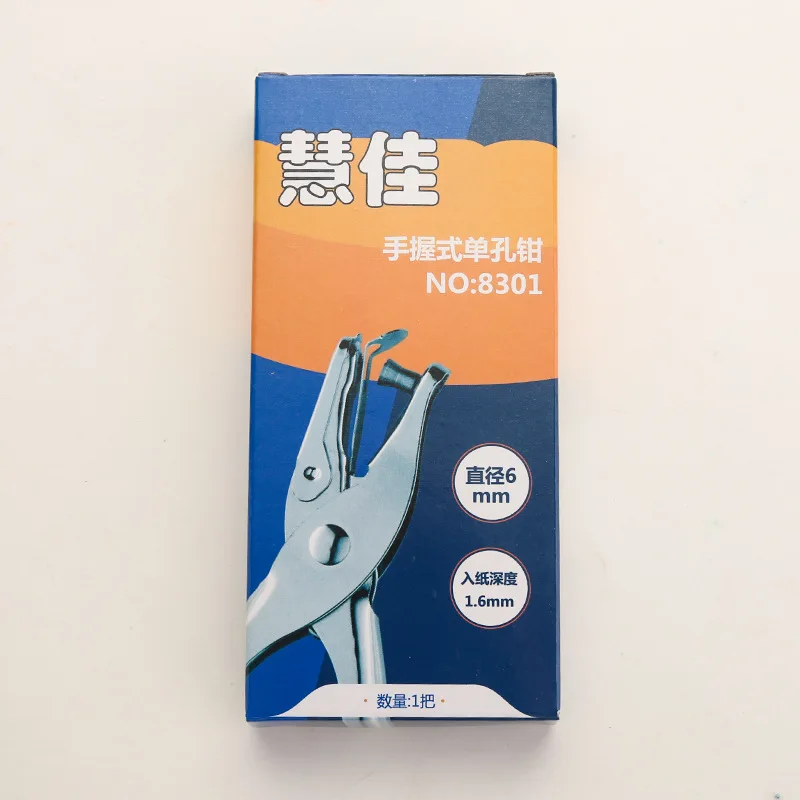 慧佳
手握式单孔钳
NO:8301
直径6
mm
入纸深度
1.6mm
· 数量:1把 ·